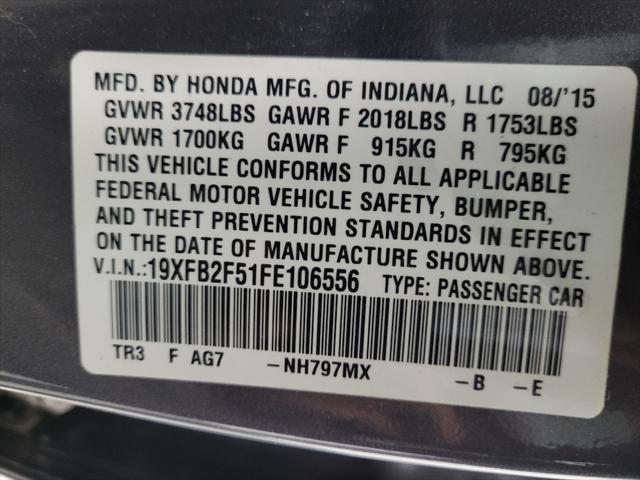 MFD. BY HONDA MFG. OF INDIANA, LLC 08/'15
GVWR 3748LBS GAWR F 2018LBS R 1753LBS
GVWR 1700KG GAWR F 915KG R 795KG
THIS VEHICLE CONFORMS TO ALL APPLICABLE
FEDERAL MOTOR VEHICLE SAFETY, BUMPER,
AND THEFT PREVENTION STANDARDS IN EFFECT
ON THE DATE OF MANUFACTURE SHOWN ABOVE.
V.I.N.:19XFB2F51FE106556 TYPE: PASSENGER CAR
TR3 F AG7 -NH797MX -B -E